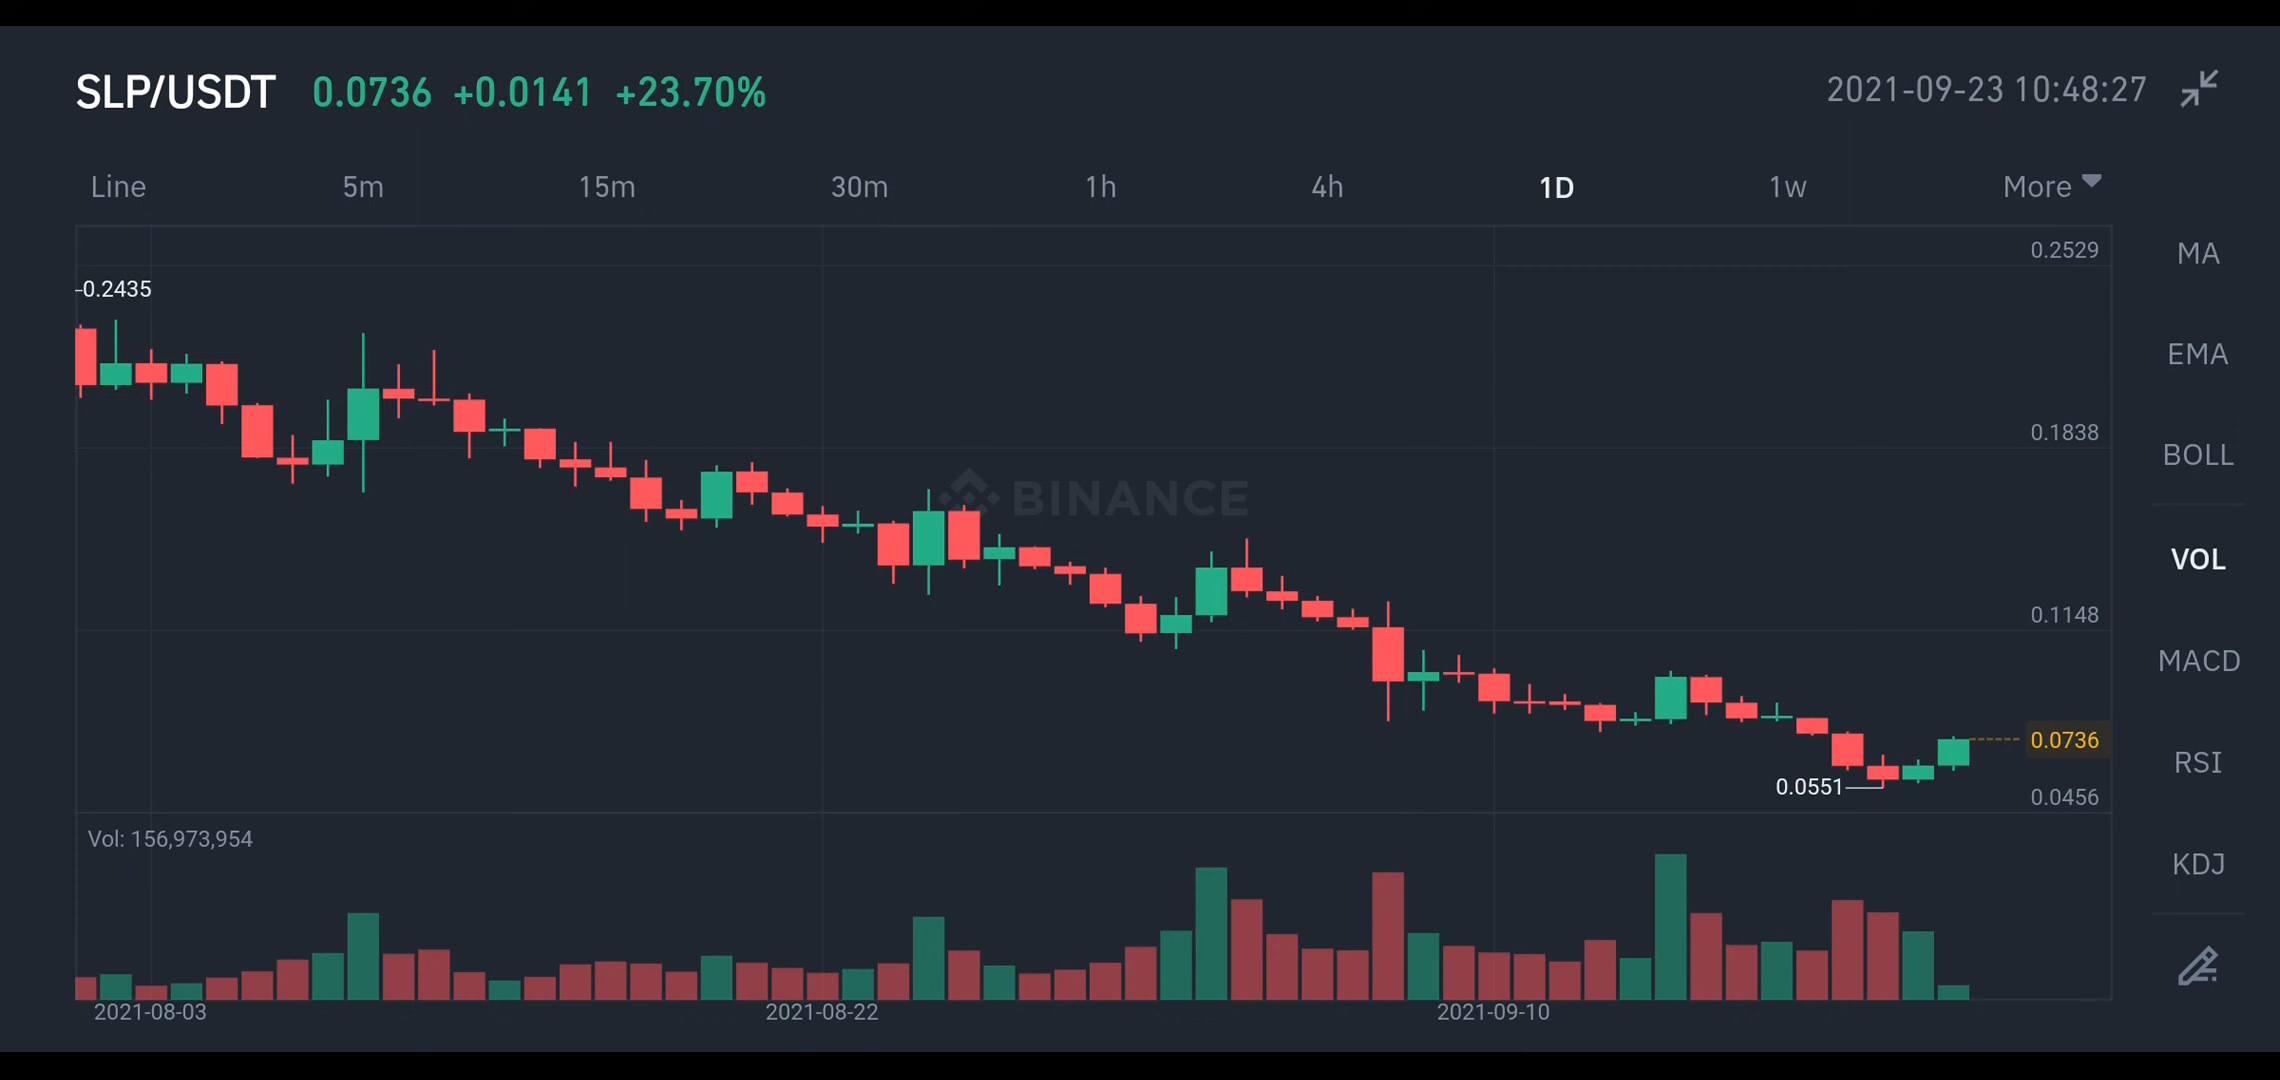 SLP/USDT 0.0736 +0.0141 +23.70% 2021-09-23 10:48:27
Line 5m 15m 30m 1h 4h 1D 1w More
0.2529
MA
0.2435
EMA
0.1838
BOLL
BINANCE
VOL
0.1148
MACD
0.0736
RSI
0.0551
0.0456
Vol: 156,973,954
KDJ
2021-08-03 2021-08-22 2021-09-10